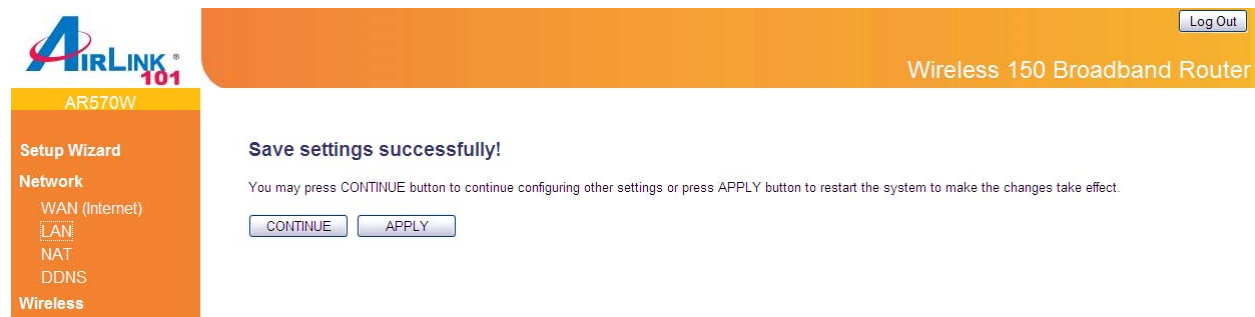 AIRLINK ®
101
Log Out
Wireless 150 Broadband Router
AR570W
Setup Wizard
Network
WAN (Internet)
LAN
NAT
DDNS
Wireless
Save settings successfully!
You may press CONTINUE button to continue configuring other settings or press APPLY button to restart the system to make the changes take effect.
CONTINUE APPLY